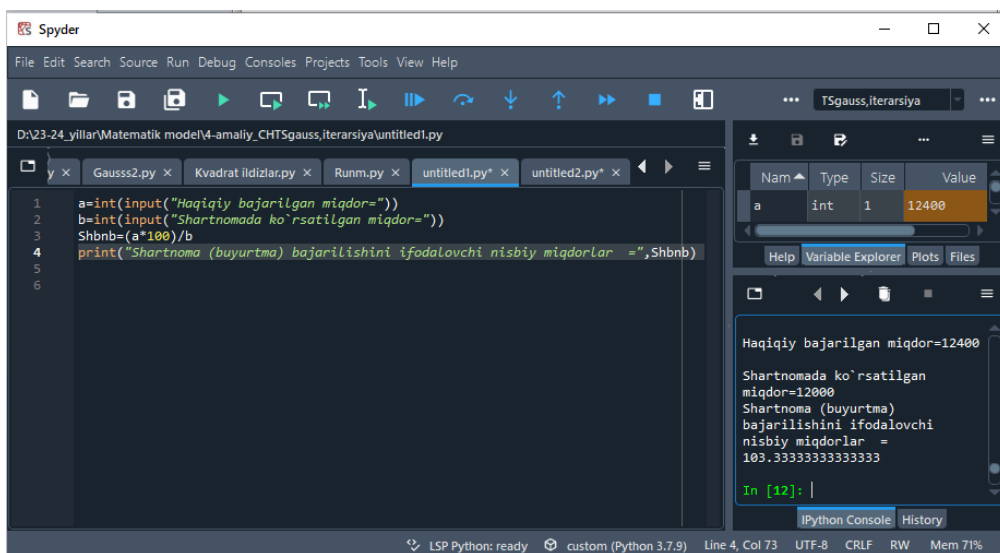 Spyder
File Edit Search Source Run Debug Consoles Projects Tools View Help
TSgauss,iterarsiya
D:\23-24_yillar\Matematik model\4-amaliy_CHTSgauss,iterarsiya\untitled1.py
y Gausss2.py Kvadrat ildizlar.py Runm.py untitled1.py* untitled2.py*
1 a=int(input("Haqiqiy bajarilgan miqdor="))
2 b=int(input("Shartnomada ko`rsatilgan miqdor="))
3 Shbnb=(a*100)/b
4 print("Shartnoma (buyurtma) bajarilishini ifodalovchi nisbiy miqdorlar  =",Shbnb)
5
6
Nam Type Size Value
a int 1 12400
Help Variable Explorer Plots Files
Haqiqiy bajarilgan miqdor=12400
Shartnomada ko`rsatilgan
miqdor=12000
Shartnoma (buyurtma)
bajarilishini ifodalovchi
nisbiy miqdorlar  =
103.33333333333333
In [12]:
IPython Console History
LSP Python: ready custom (Python 3.7.9) Line 4, Col 73 UTF-8 CRLF RW Mem 71%